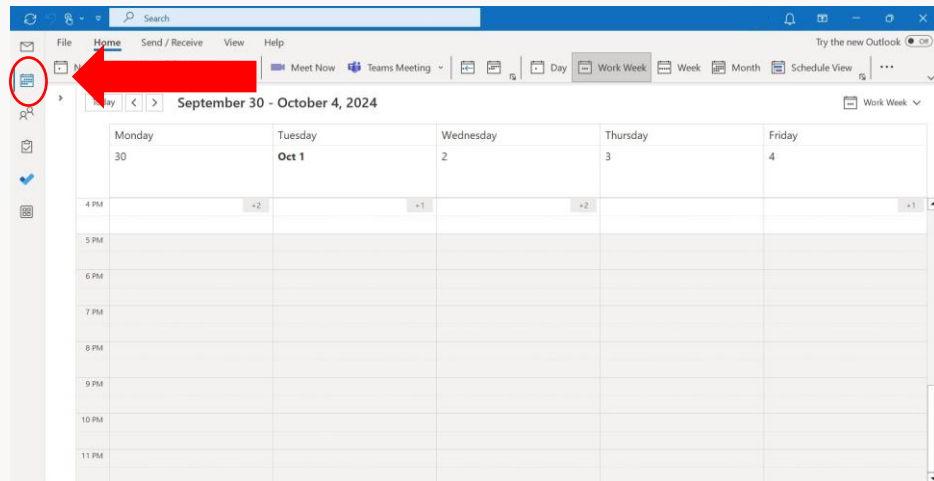 Search
File Home Send / Receive View Help Try the new Outlook Off
Meet Now Teams Meeting Day Work Week Week Month Schedule View ...
September 30 - October 4, 2024 Work Week
Monday Tuesday Wednesday Thursday Friday
30 Oct 1 2 3 4
4 PM +2 +1 +2 +1
5 PM
6 PM
7 PM
8 PM
9 PM
10 PM
11 PM